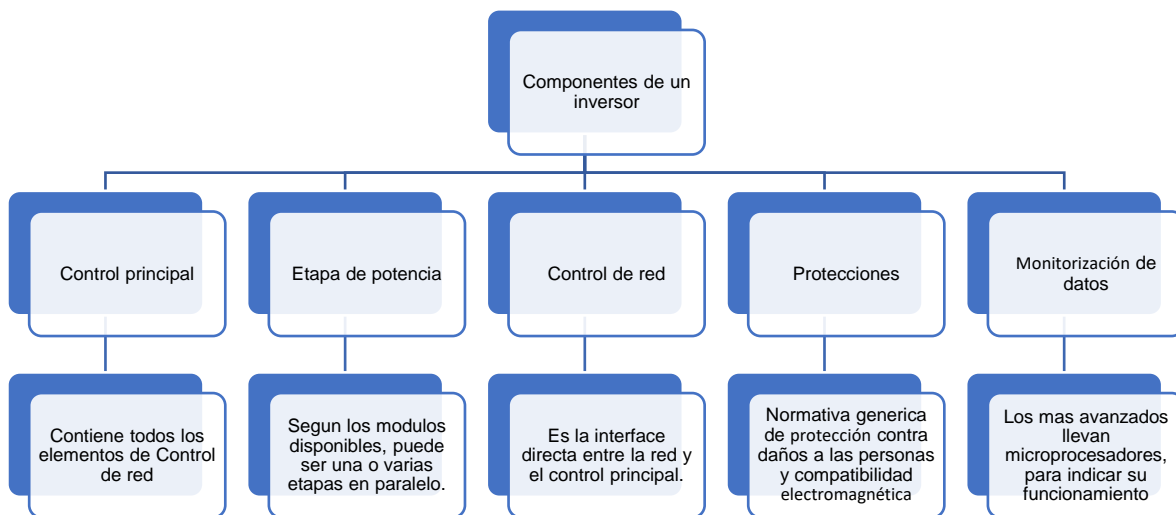 Componentes de un
inversor
Control principal
Etapa de potencia
Control de red
Protecciones
Monitorización de
datos
Contiene todos los
elementos de Control
de red
Segun los modulos
disponibles, puede
ser una o varias
etapas en paralelo.
Es la interface
directa entre la red y
el control principal.
Normativa generica
de protección contra
daños a las personas
y compatibilidad
electromagnética
Los mas avanzados
llevan
microprocesadores,
para indicar su
funcionamiento